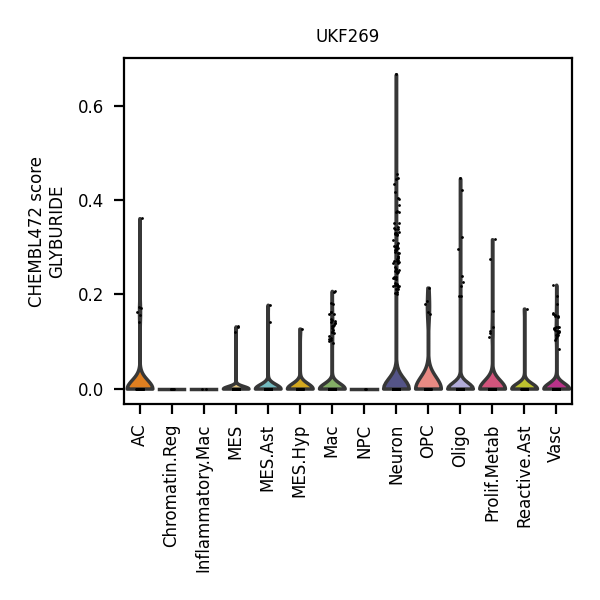 UKF269
CHEMBL472 score
GLYBURIDE
0.6
0.4
0.2
0.0
AC
Chromatin.Reg
Inflammatory.Mac
MES
MES.Ast
MES.Hyp
Mac
NPC
Neuron
OPC
Oligo
Prolif.Metab
Reactive.Ast
Vasc